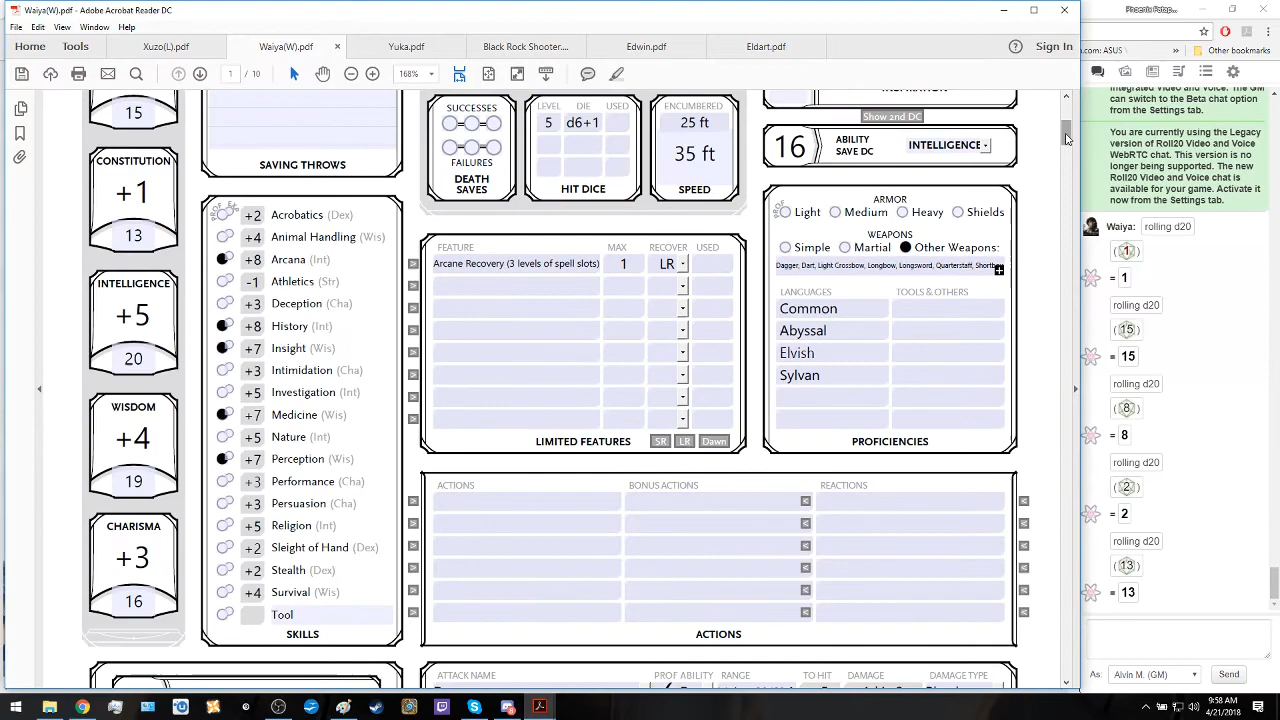 Waiya(W).pdf - Adobe Acrobat Reader DC
File Edit View Window Help
Home Tools Xuzo(L).pdf Waiya(W).pdf × Yuka.pdf Black Rock Shooter.... Edwin.pdf Eldart.pdf Sign In
1 / 10 168%
15
CONSTITUTION
+1
13
INTELLIGENCE
+5
20
WISDOM
+4
19
CHARISMA
+3
16
SAVING THROWS
PROF EXP
+2 Acrobatics (Dex)
+4 Animal Handling (Wis
+8 Arcana (Int)
-1 Athletics (Str)
+3 Deception (Cha)
+8 History (Int)
+7 Insight (Wis)
+3 Intimidation (Cha)
+5 Investigation (Int)
+7 Medicine (Wis)
+5 Nature (Int)
+7 Perception (Wis)
+3 Performance (Cha)
+3 Persuasion (Cha)
+5 Religion (Int)
+2 Sleight of Hand (Dex)
+2 Stealth (Dex)
+4 Survival (Wis)
Tool
SKILLS
SUCCESSES
FAILURES
DEATH
SAVES
LEVEL DIE USED
5 d6+1
HIT DICE
ENCUMBERED
25 ft
35 ft
SPEED
FEATURE MAX RECOVER USED
Arcane Recovery (3 levels of spell slots) 1 LR
LIMITED FEATURES SR LR Dawn
Show 2nd DC
16 ABILITY
SAVE DC INTELLIGENCE
ARMOR
PROF
Light Medium Heavy Shields
WEAPONS
Simple Martial Other Weapons:
Dagger, Dart, Light Crossbow, Longbow, Longsword, Quarterstaff, Shortb
LANGUAGES TOOLS & OTHERS
Common
Abyssal
Elvish
Sylvan
PROFICIENCIES
ACTIONS BONUS ACTIONS REACTIONS
ACTIONS
ATTACK NAME PROF ABILITY RANGE TO HIT DAMAGE DAMAGE TYPE
.com: ASUS Other bookmarks
Integrated Video and Voice. The GM
can switch to the Beta chat option
from the Settings tab.
You are currently using the Legacy
version of Roll20 Video and Voice
WebRTC chat. This version is no
longer being supported. The new
Roll20 Video and Voice chat is
available for your game. Activate it
now from the Settings tab.
Waiya: rolling d20
(1)
= 1
rolling d20
(15)
= 15
rolling d20
(8)
= 8
rolling d20
(2)
= 2
rolling d20
(13)
= 13
As Alvin M. (GM) Send
9:58 AM
4/21/2018